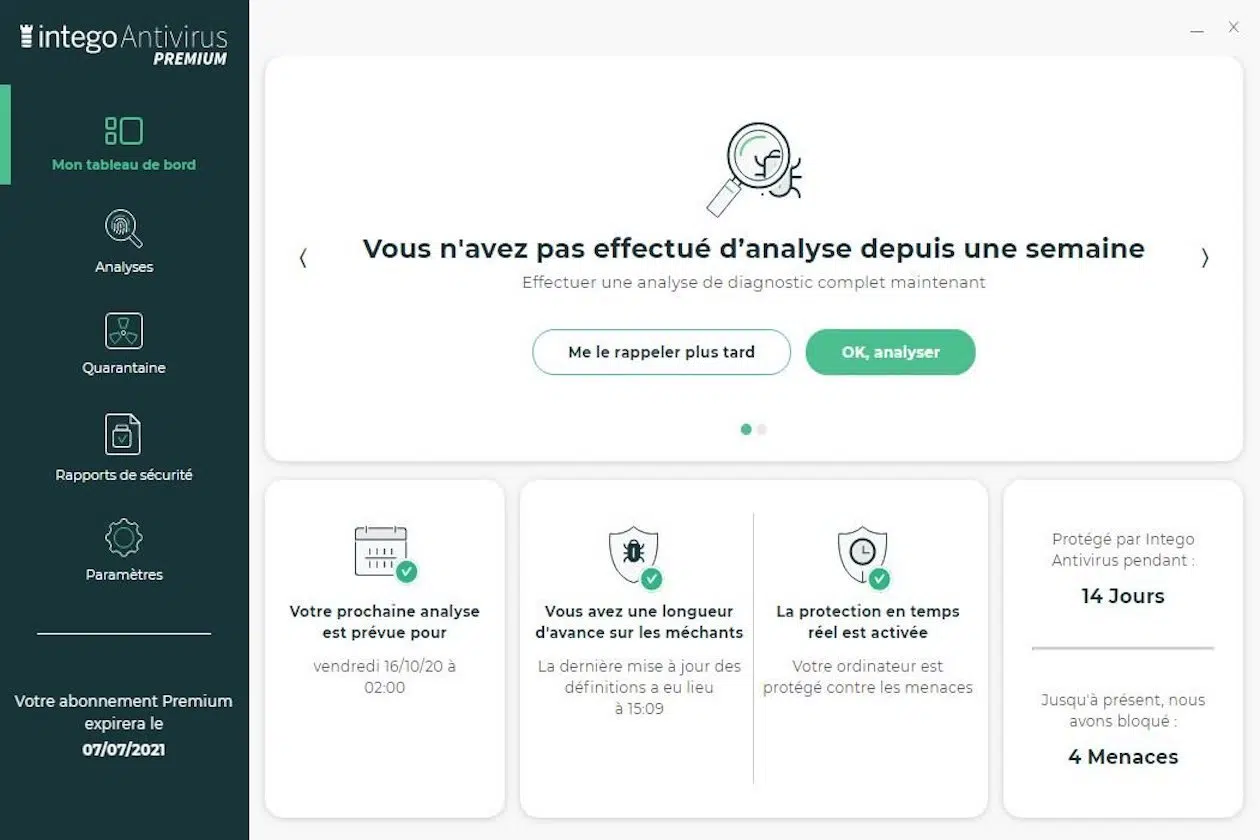 intego Antivirus
PREMIUM
Mon tableau de bord
Analyses
Quarantaine
Rapports de sécurité
Paramètres
Votre abonnement Premium
expirera le
07/07/2021
Vous n'avez pas effectué d’analyse depuis une semaine
Effectuer une analyse de diagnostic complet maintenant
Me le rappeler plus tard
OK, analyser
Votre prochaine analyse
est prévue pour
vendredi 16/10/20 à
02:00
Vous avez une longueur
d'avance sur les méchants
La dernière mise à jour des
définitions a eu lieu
à 15:09
La protection en temps
réel est activée
Votre ordinateur est
protégé contre les menaces
Protégé par Intego
Antivirus pendant :
14 Jours
Jusqu'à présent, nous
avons bloqué :
4 Menaces